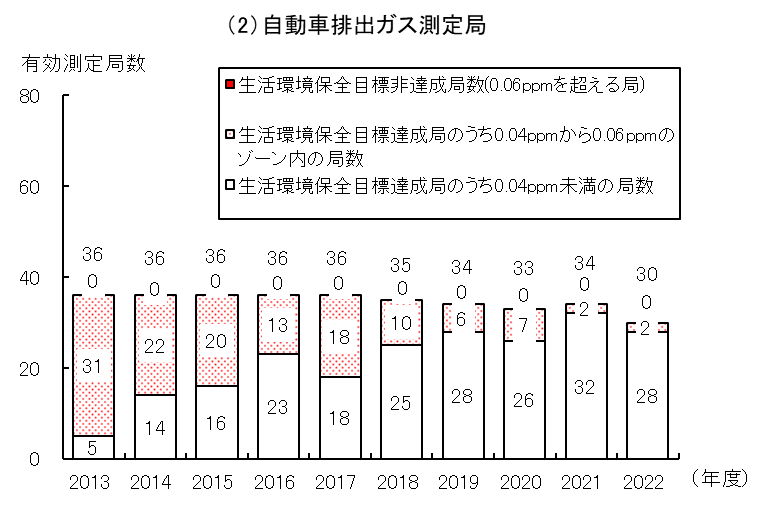 （2）自動車排出ガス測定局
有効測定局数
生活環境保全目標非達成局数(0.06ppmを超える局)
生活環境保全目標達成局のうち0.04ppmから0.06ppmの
ゾーン内の局数
生活環境保全目標達成局のうち0.04ppm未満の局数
80
60
40
20
0
36 36 36 36 36 35 34 33 34 30
0 0 0 0 0 0 0 0 0 0
31 22 20 13 18 10 6 7 2 2
5 14 16 23 18 25 28 26 32 28
2013 2014 2015 2016 2017 2018 2019 2020 2021 2022 （年度）